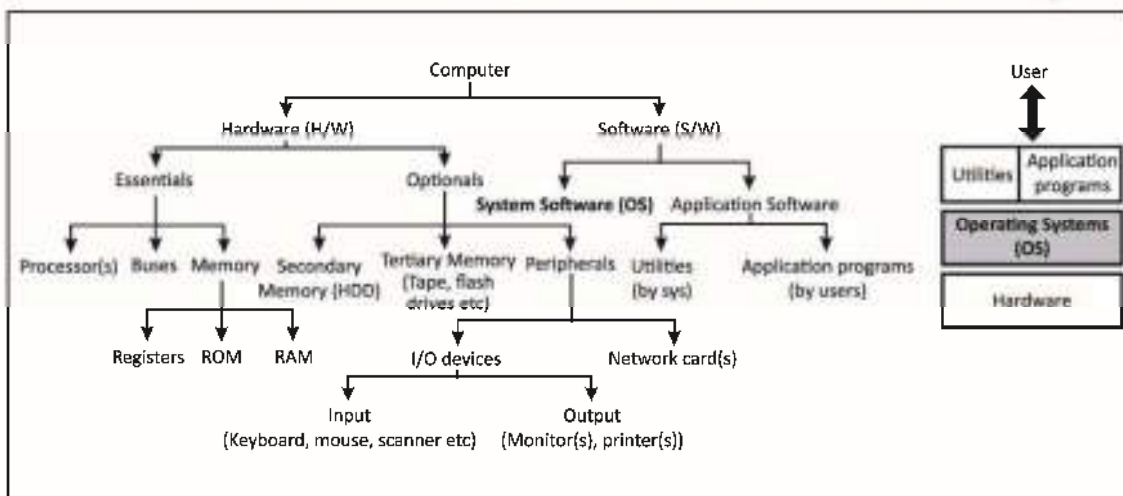 Computer
Hardware (H/W)
Software (S/W)
Essentials
Optionals
System Software (OS)
Application Software
Processor(s)
Buses
Memory
Secondary
Memory (HDD)
Tertiary Memory
(Tape, flash
drives etc)
Peripherals
Utilities
(by sys)
Application programs
(by users)
Registers
ROM
RAM
I/O devices
Network card(s)
Input
(Keyboard, mouse, scanner etc)
Output
(Monitor(s), printer(s))
User
Utilities
Application
programs
Operating Systems
(OS)
Hardware